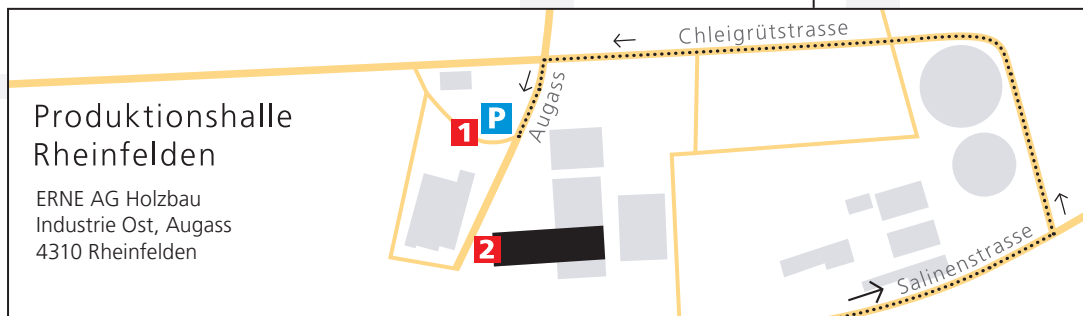 Produktionshalle
Rheinfelden
ERNE AG Holzbau
Industrie Ost, Augass
4310 Rheinfelden
Chleigrütstrasse
Augass
P
1
2
Salinenstrasse